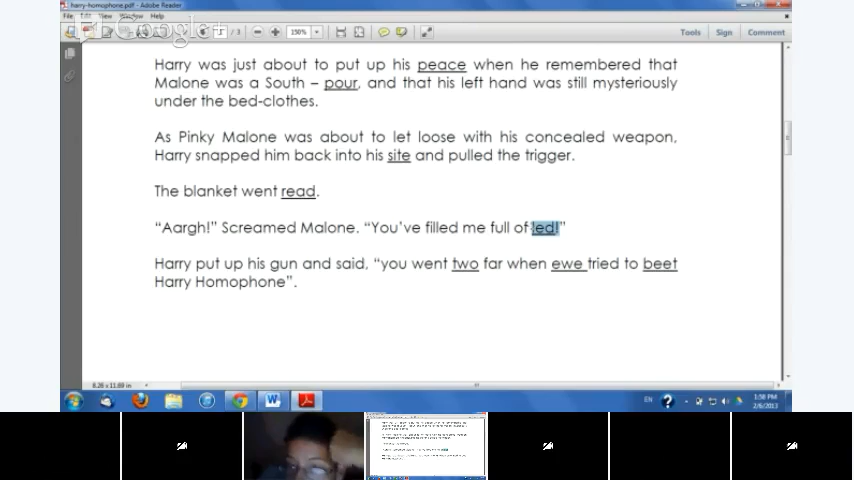 harry-homophone.pdf - Adobe Reader
File Edit View Window Help
/ 3 150% Tools Sign Comment
Harry was just about to put up his peace when he remembered that
Malone was a South – pour, and that his left hand was still mysteriously
under the bed-clothes.
As Pinky Malone was about to let loose with his concealed weapon,
Harry snapped him back into his site and pulled the trigger.
The blanket went read.
“Aargh!” Screamed Malone. “You’ve filled me full of led!”
Harry put up his gun and said, “you went two far when ewe tried to beet
Harry Homophone”.
8.28 x 11.69 in
EN 1:58 PM
2/6/2013